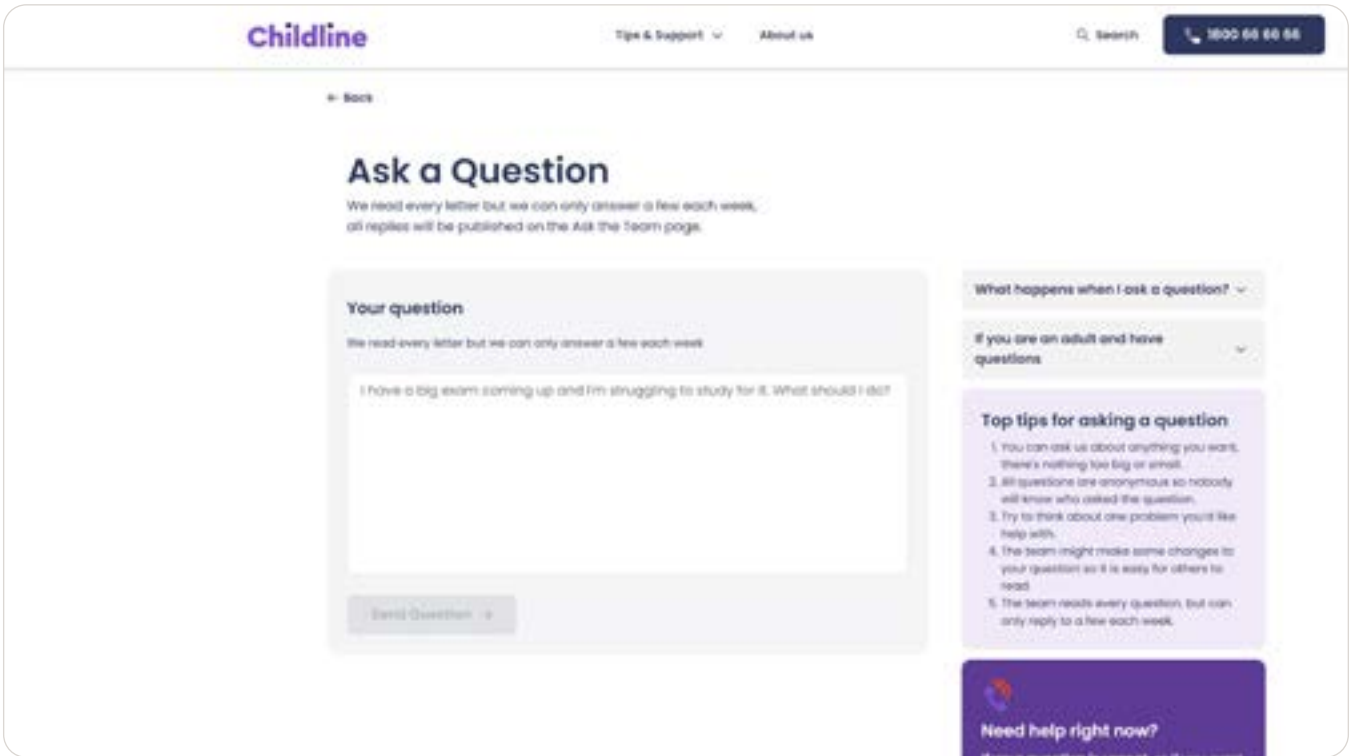 Childline
Tips & Support
About us
Search
1800 66 66 66
← Back
Ask a Question
We read every letter but we can only answer a few each week,
all replies will be published on the Ask the Team page.
Your question
We read every letter but we can only answer a few each week
I have a big exam coming up and I'm struggling to study for it. What should I do?
Send Question →
What happens when I ask a question?
If you are an adult and have
questions
Top tips for asking a question
1. You can ask us about anything you want,
there's nothing too big or small.
2. All questions are anonymous so nobody
will know who asked the question.
3. Try to think about one problem you'd like
help with.
4. The team might make some changes to
your question so it is easy for others to
read.
5. The team reads every question, but can
only reply to a few each week.
Need help right now?